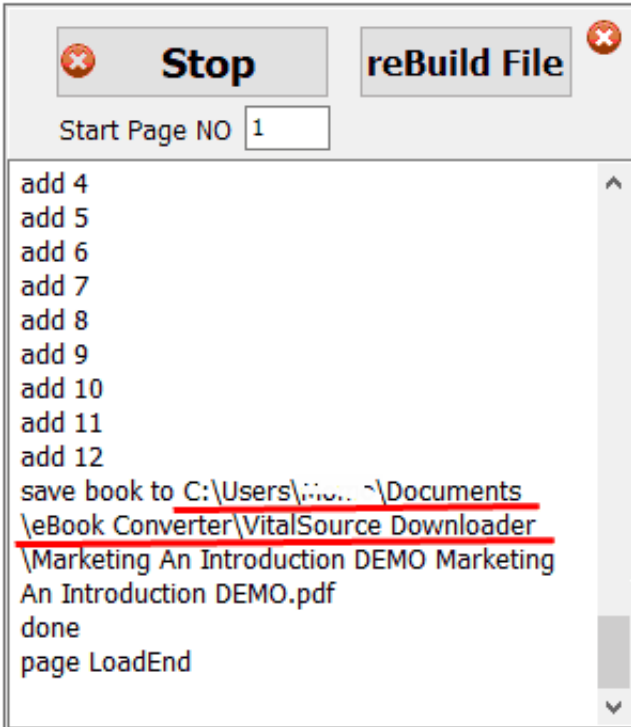 Stop
reBuild File
Start Page NO 1
add 4
add 5
add 6
add 7
add 8
add 9
add 10
add 11
add 12
save book to C:\Users\ \Documents
\eBook Converter\VitalSource Downloader
\Marketing An Introduction DEMO Marketing
An Introduction DEMO.pdf
done
page LoadEnd